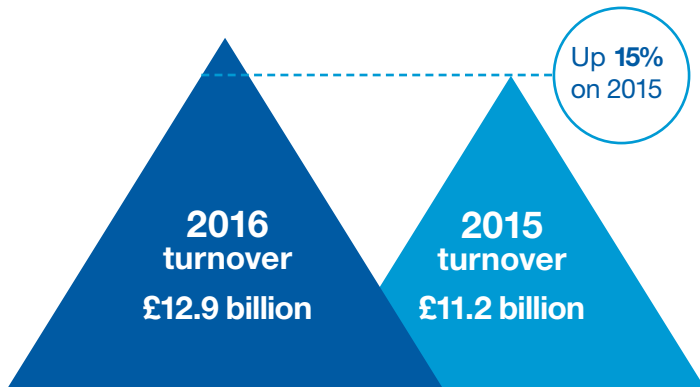 Up 15%
on 2015
2016
turnover
£12.9 billion
2015
turnover
£11.2 billion